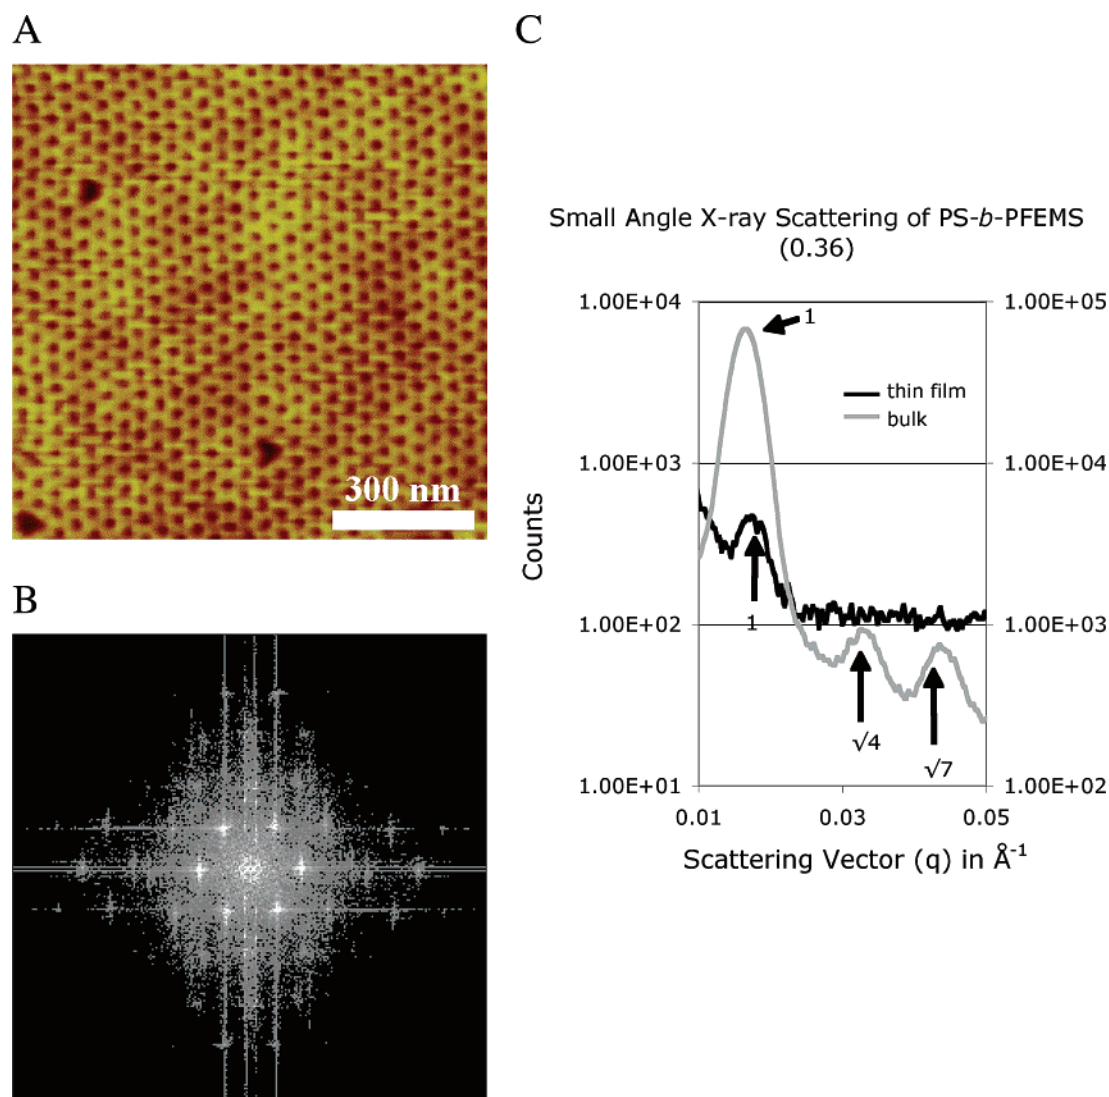 A
300 nm
B
C
Small Angle X-ray Scattering of PS-b-PFEMS
(0.36)
1.00E+04
1.00E+05
1
thin film
bulk
1.00E+03
1.00E+04
Counts
1
1.00E+02
1.00E+03
√4
√7
1.00E+01
1.00E+02
0.01
0.03
0.05
Scattering Vector (q) in Å⁻¹